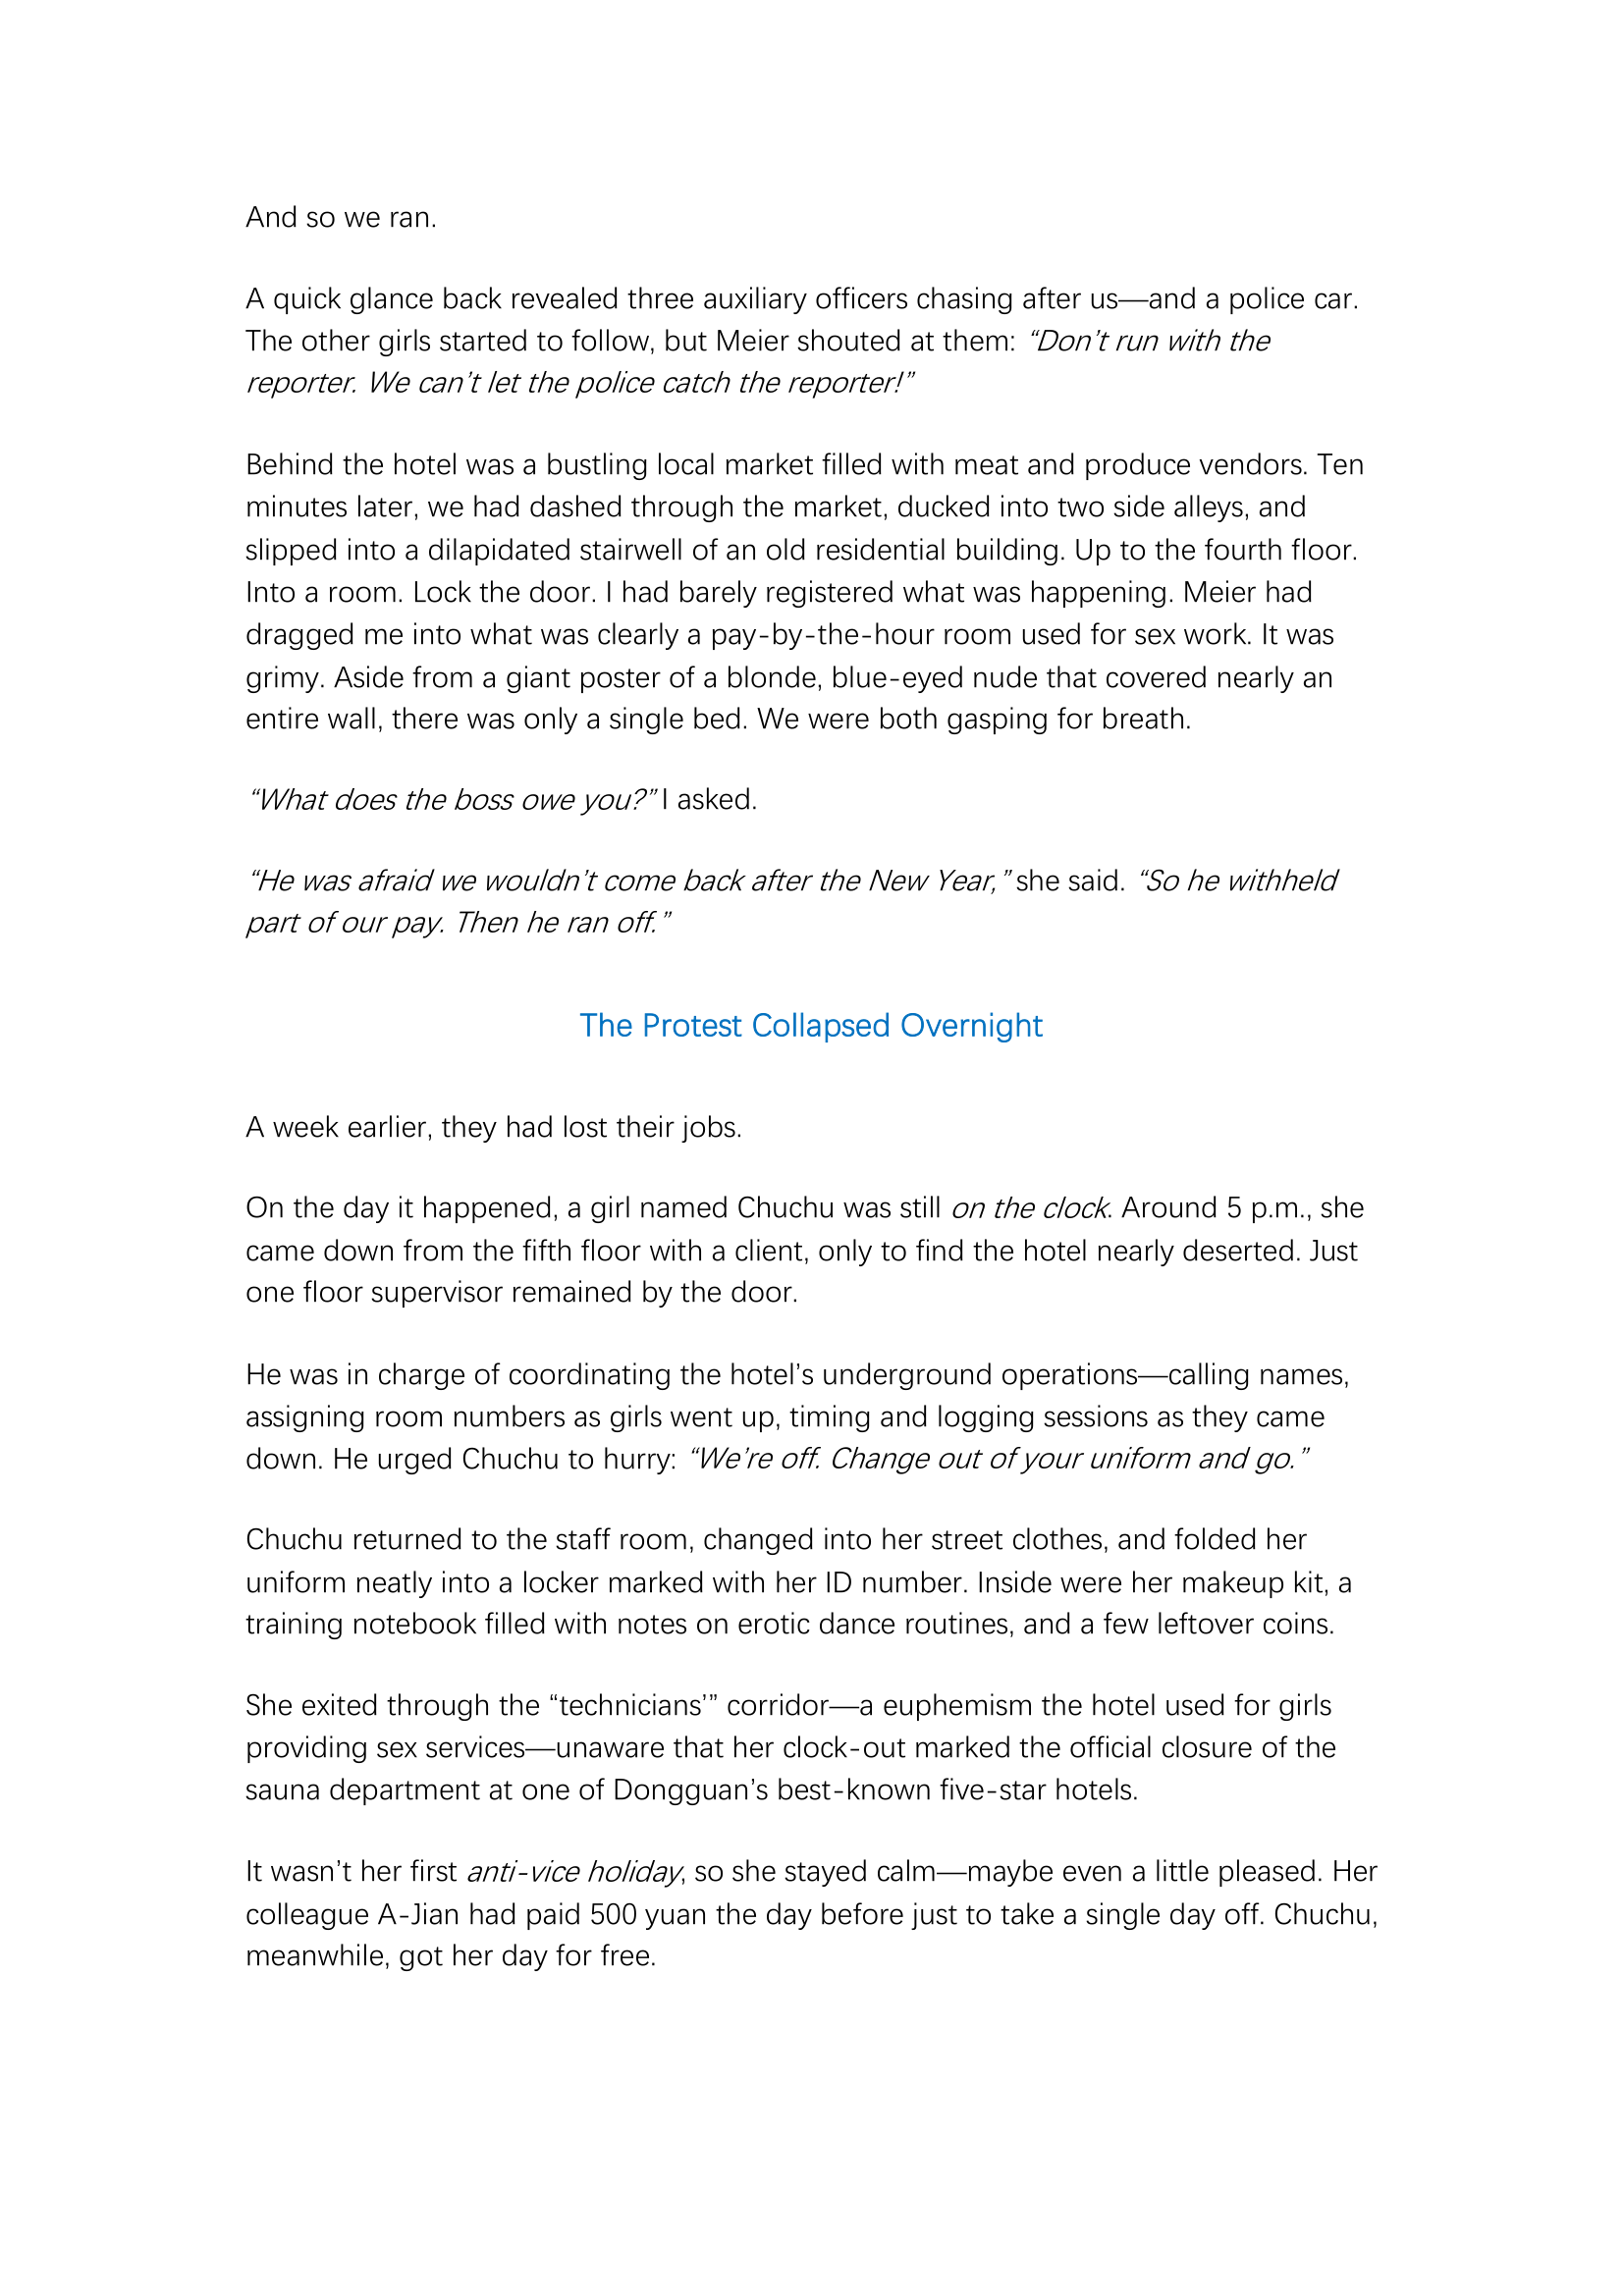 And so we ran.
A quick glance back revealed three auxiliary officers chasing after us—and a police car.
The other girls started to follow, but Meier shouted at them: “Don’t run with the
reporter. We can’t let the police catch the reporter!”
Behind the hotel was a bustling local market filled with meat and produce vendors. Ten
minutes later, we had dashed through the market, ducked into two side alleys, and
slipped into a dilapidated stairwell of an old residential building. Up to the fourth floor.
Into a room. Lock the door. I had barely registered what was happening. Meier had
dragged me into what was clearly a pay-by-the-hour room used for sex work. It was
grimy. Aside from a giant poster of a blonde, blue-eyed nude that covered nearly an
entire wall, there was only a single bed. We were both gasping for breath.
“What does the boss owe you?” I asked.
“He was afraid we wouldn’t come back after the New Year,” she said. “So he withheld
part of our pay. Then he ran off.”
The Protest Collapsed Overnight
A week earlier, they had lost their jobs.
On the day it happened, a girl named Chuchu was still on the clock. Around 5 p.m., she
came down from the fifth floor with a client, only to find the hotel nearly deserted. Just
one floor supervisor remained by the door.
He was in charge of coordinating the hotel’s underground operations—calling names,
assigning room numbers as girls went up, timing and logging sessions as they came
down. He urged Chuchu to hurry: “We’re off. Change out of your uniform and go.”
Chuchu returned to the staff room, changed into her street clothes, and folded her
uniform neatly into a locker marked with her ID number. Inside were her makeup kit, a
training notebook filled with notes on erotic dance routines, and a few leftover coins.
She exited through the “technicians’” corridor—a euphemism the hotel used for girls
providing sex services—unaware that her clock-out marked the official closure of the
sauna department at one of Dongguan’s best-known five-star hotels.
It wasn’t her first anti-vice holiday, so she stayed calm—maybe even a little pleased. Her
colleague A-Jian had paid 500 yuan the day before just to take a single day off. Chuchu,
meanwhile, got her day for free.